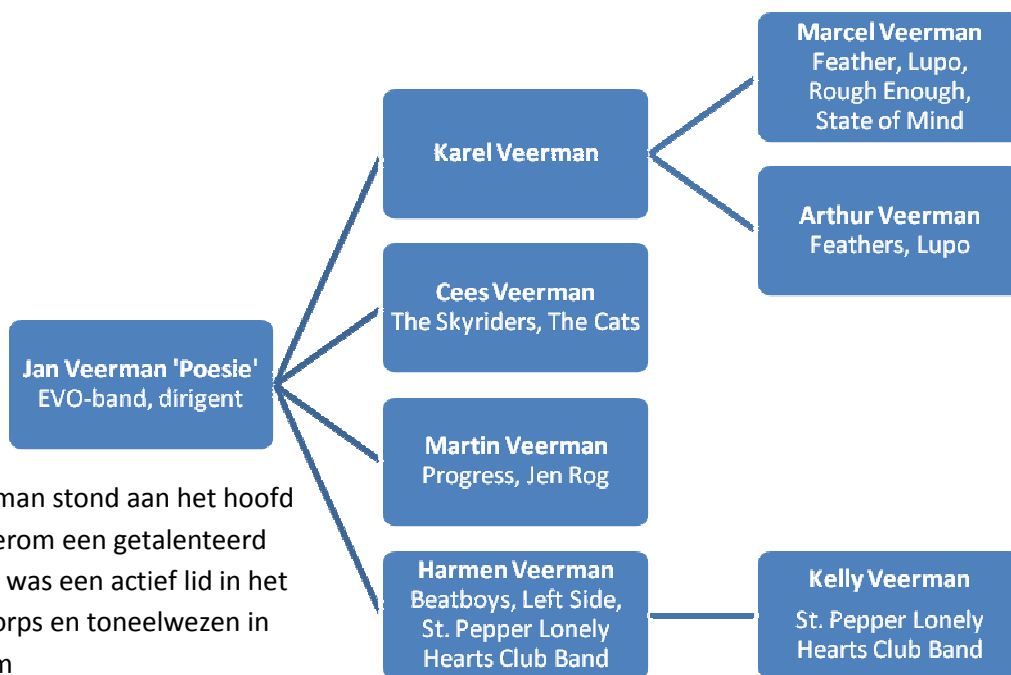 Marcel Veerman
Feather, Lupo,
Rough Enough,
State of Mind
Karel Veerman
Arthur Veerman
Feathers, Lupo
Cees Veerman
The Skyriders, The Cats
Jan Veerman 'Poesie'
EVO-band, dirigent
Martin Veerman
Progress, Jen Rog
Harmen Veerman
Beatboys, Left Side,
St. Pepper Lonely
Hearts Club Band
Kelly Veerman
St. Pepper Lonely
Hearts Club Band
man stond aan het hoofd
erom een getalenteerd
was een actief lid in het
orps en toneelwezen in
m